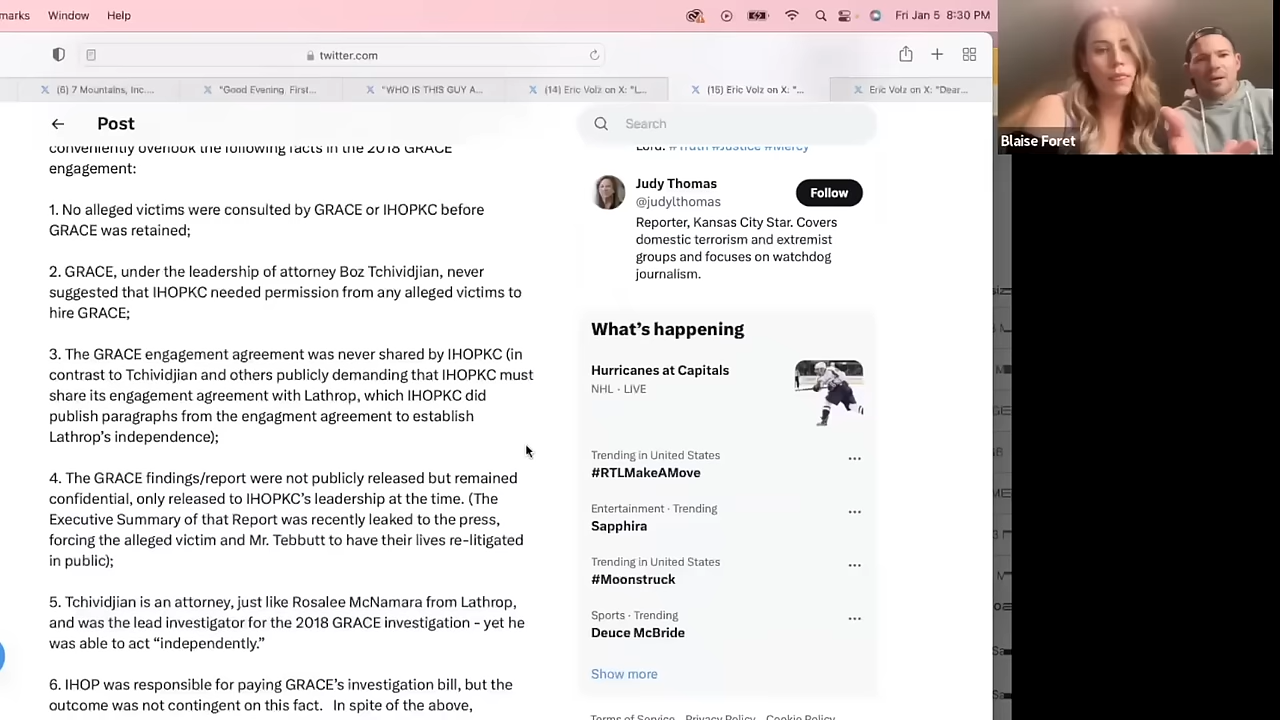 marks Window Help
Fri Jan 5 8:30 PM
twitter.com
(6) 7 Mountains, Inc....
"Good Evening First...
"WHO IS THIS GUY A...
(14) Eric Volz on X: "L...
(15) Eric Volz on X: "...
Eric Volz on X: "Dear...
Post
Search
conveniently overlook the following facts in the 2018 GRACE
engagement:
1. No alleged victims were consulted by GRACE or IHOPKC before
GRACE was retained;
2. GRACE, under the leadership of attorney Boz Tchividjian, never
suggested that IHOPKC needed permission from any alleged victims to
hire GRACE;
3. The GRACE engagement agreement was never shared by IHOPKC (in
contrast to Tchividjian and others publicly demanding that IHOPKC must
share its engagement agreement with Lathrop, which IHOPKC did
publish paragraphs from the engagment agreement to establish
Lathrop's independence);
4. The GRACE findings/report were not publicly released but remained
confidential, only released to IHOPKC's leadership at the time. (The
Executive Summary of that Report was recently leaked to the press,
forcing the alleged victim and Mr. Tebbutt to have their lives re-litigated
in public);
5. Tchividjian is an attorney, just like Rosalee McNamara from Lathrop,
and was the lead investigator for the 2018 GRACE investigation - yet he
was able to act "independently."
6. IHOP was responsible for paying GRACE's investigation bill, but the
outcome was not contingent on this fact. In spite of the above,
Lord. #Truth #Justice #Mercy
Judy Thomas
@judylthomas
Follow
Reporter, Kansas City Star. Covers
domestic terrorism and extremist
groups and focuses on watchdog
journalism.
What's happening
Hurricanes at Capitals
NHL · LIVE
Trending in United States
#RTLMakeAMove
Entertainment · Trending
Sapphira
Trending in United States
#Moonstruck
Sports · Trending
Deuce McBride
Show more
Terms of Service Privacy Policy Cookie Policy
Blaise Foret